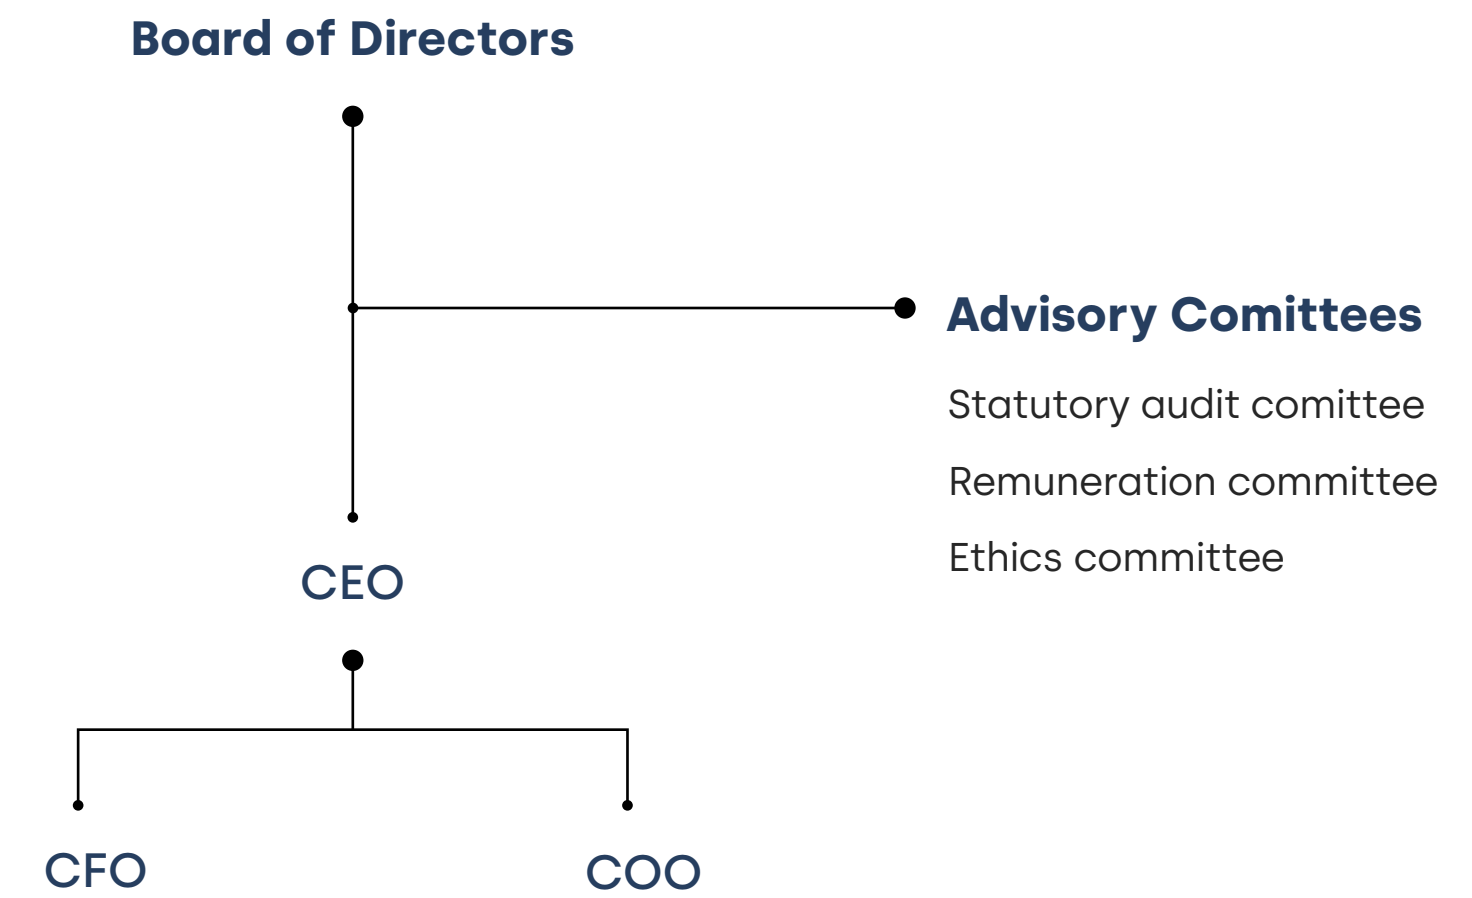 Board of Directors
Advisory Comittees
Statutory audit comittee
Remuneration committee
Ethics committee
CEO
CFO
COO